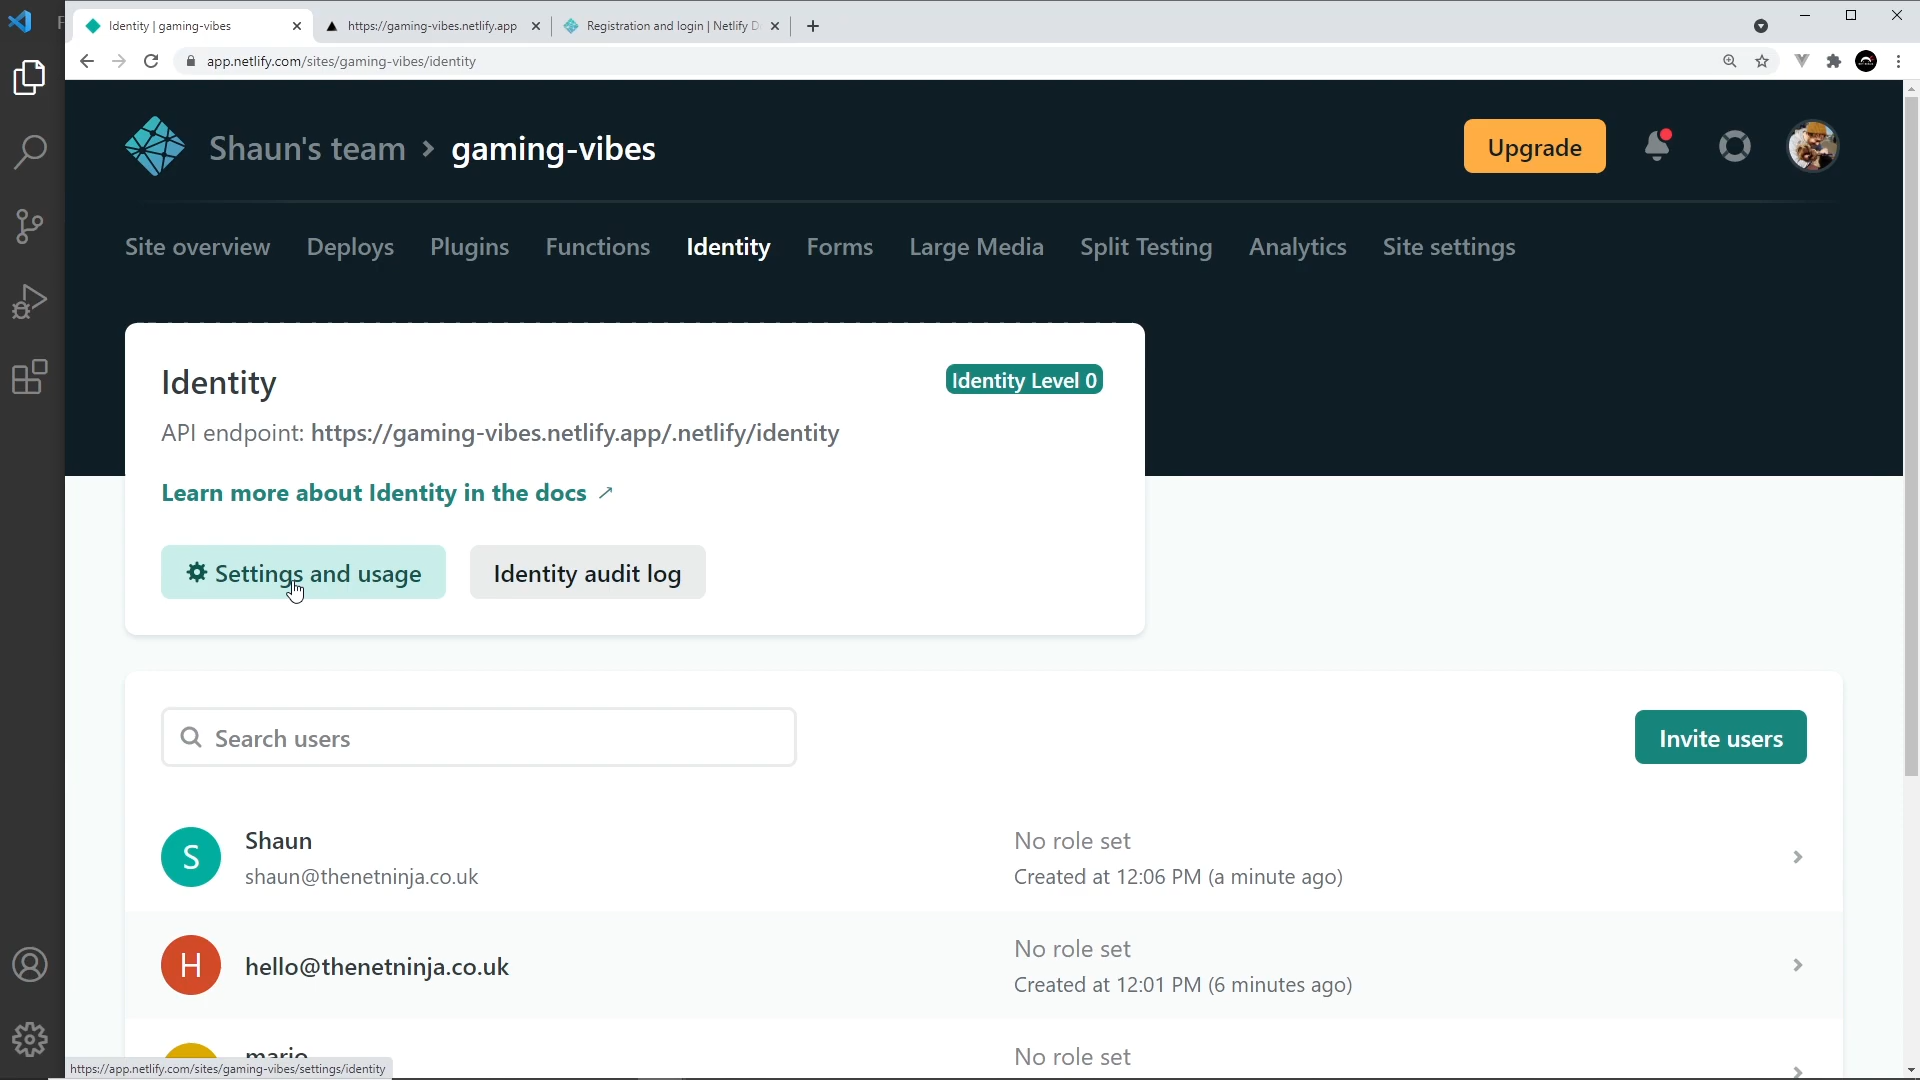 Identity | gaming-vibes
https://gaming-vibes.netlify.app
Registration and login | Netlify D
app.netlify.com/sites/gaming-vibes/identity
Shaun's team > gaming-vibes
Upgrade
Site overview
Deploys
Plugins
Functions
Identity
Forms
Large Media
Split Testing
Analytics
Site settings
Identity
Identity Level 0
API endpoint: https://gaming-vibes.netlify.app/.netlify/identity
Learn more about Identity in the docs ↗
Settings and usage
Identity audit log
Search users
Invite users
S
Shaun
shaun@thenetninja.co.uk
No role set
Created at 12:06 PM (a minute ago)
H
hello@thenetninja.co.uk
No role set
Created at 12:01 PM (6 minutes ago)
mario
No role set
https://app.netlify.com/sites/gaming-vibes/settings/identity